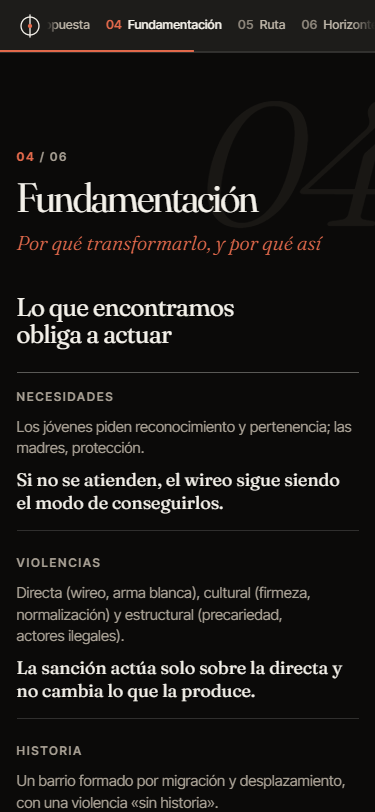 opuesta 04 Fundamentación 05 Ruta 06 Horizont
04
04 / 06
Fundamentación
Por qué transformarlo, y por qué así
Lo que encontramos
obliga a actuar
NECESIDADES
Los jóvenes piden reconocimiento y pertenencia; las
madres, protección.
Si no se atienden, el wireo sigue siendo
el modo de conseguirlos.
VIOLENCIAS
Directa (wireo, arma blanca), cultural (firmeza,
normalización) y estructural (precariedad,
actores ilegales).
La sanción actúa solo sobre la directa y
no cambia lo que la produce.
HISTORIA
Un barrio formado por migración y desplazamiento,
con una violencia «sin historia».